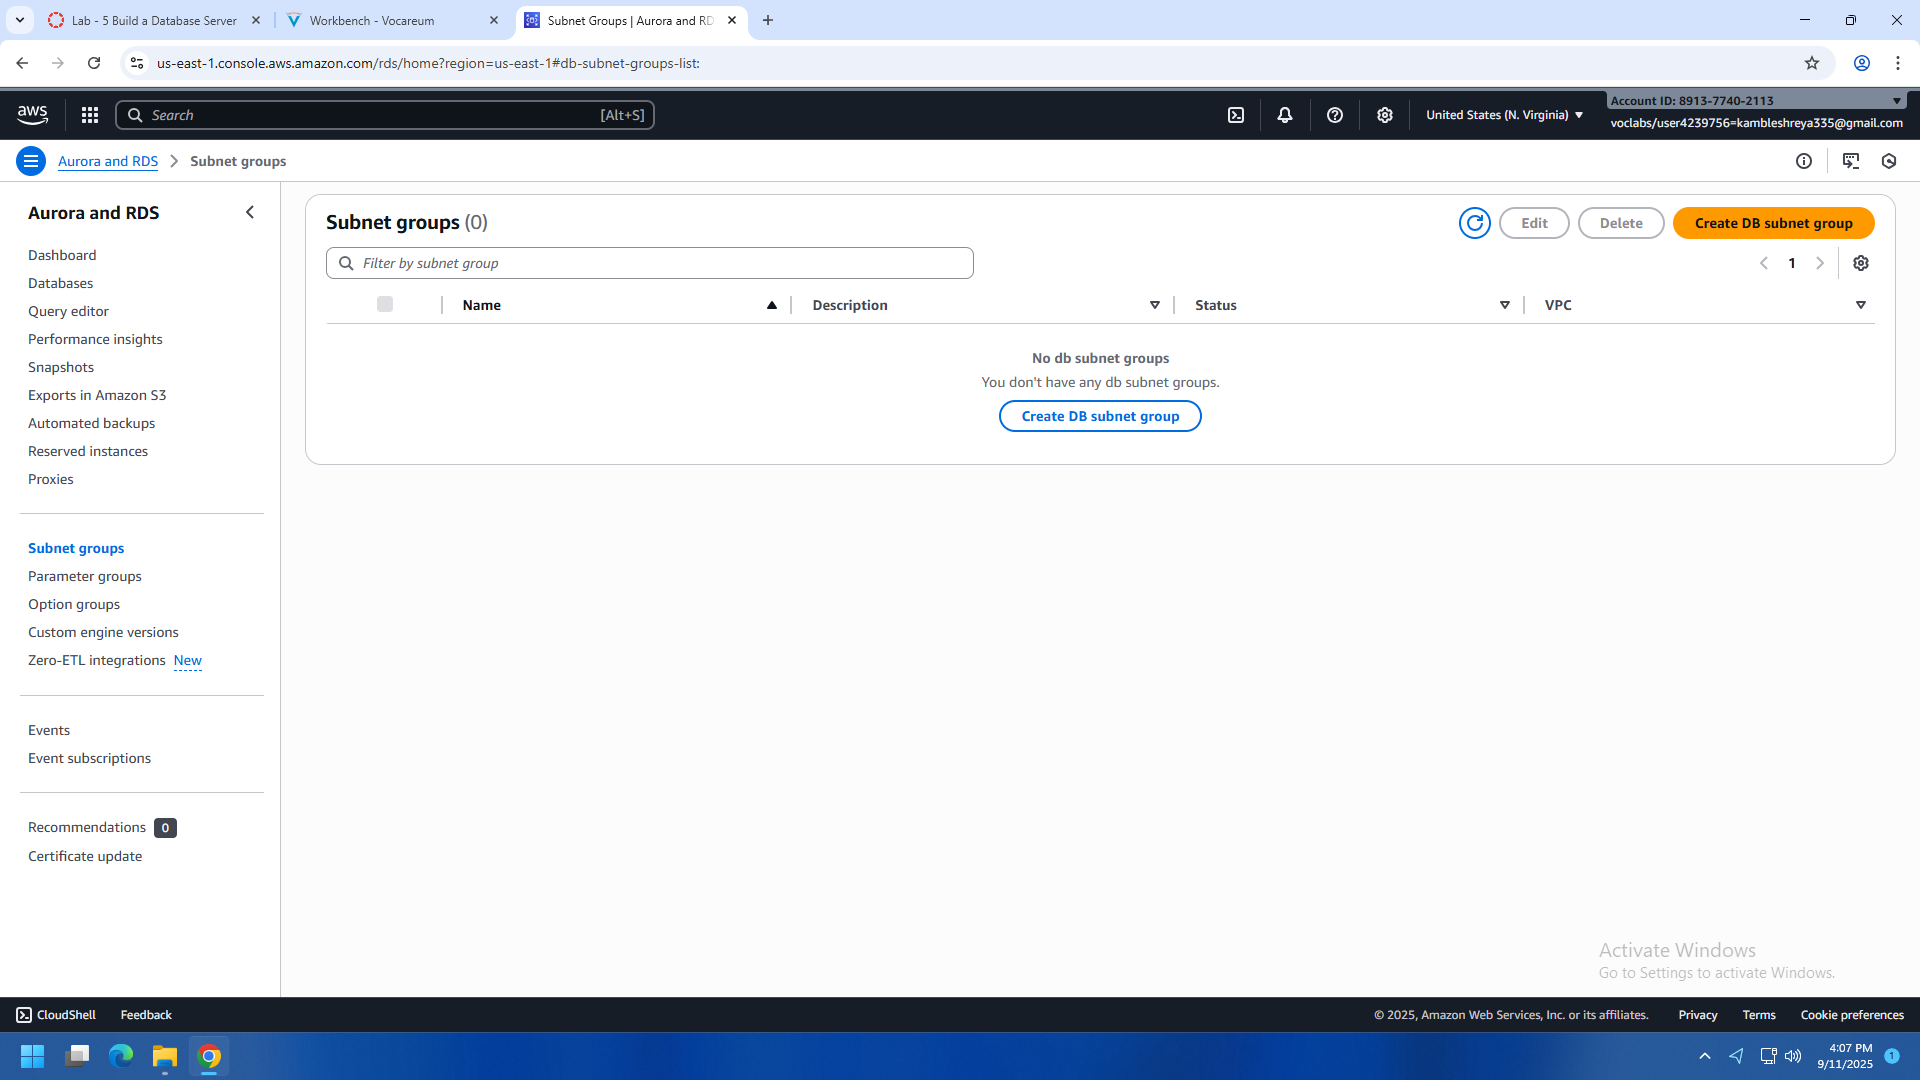 Lab - 5 Build a Database Server
Workbench - Vocareum
Subnet Groups | Aurora and RD
us-east-1.console.aws.amazon.com/rds/home?region=us-east-1#db-subnet-groups-list:
aws
Search
[Alt+S]
United States (N. Virginia)
Account ID: 8913-7740-2113
voclabs/user4239756=kambleshreya335@gmail.com
Aurora and RDS
Subnet groups
Aurora and RDS
Dashboard
Databases
Query editor
Performance insights
Snapshots
Exports in Amazon S3
Automated backups
Reserved instances
Proxies
Subnet groups
Parameter groups
Option groups
Custom engine versions
Zero-ETL integrations New
Events
Event subscriptions
Recommendations 0
Certificate update
Subnet groups (0)
Edit
Delete
Create DB subnet group
Filter by subnet group
1
Name
Description
Status
VPC
No db subnet groups
You don't have any db subnet groups.
Create DB subnet group
Activate Windows
Go to Settings to activate Windows.
CloudShell
Feedback
© 2025, Amazon Web Services, Inc. or its affiliates.
Privacy
Terms
Cookie preferences
4:07 PM
9/11/2025
1